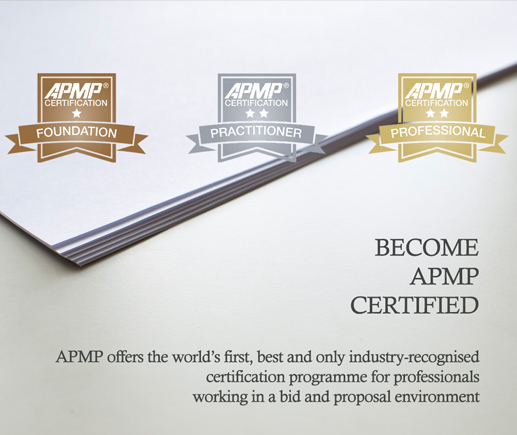 APMP®
CERTIFICATION
FOUNDATION
APMP®
CERTIFICATION
PRACTITIONER
APMP®
CERTIFICATION
PROFESSIONAL
BECOME
APMP
CERTIFIED
APMP offers the world's first, best and only industry-recognised
certification programme for professionals
working in a bid and proposal environment